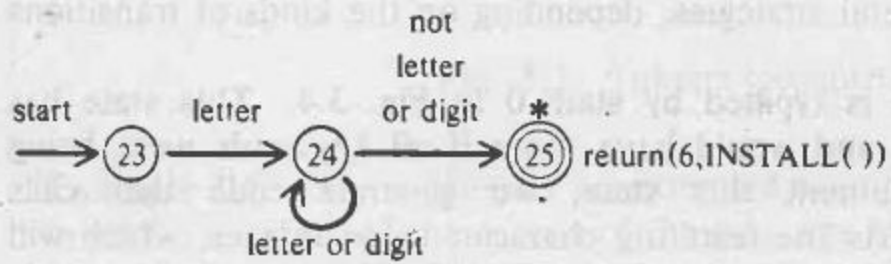 not
letter
or digit
start
letter
*
23
24
25
return(6,INSTALL( ))
letter or digit